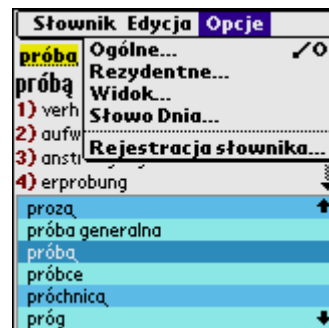 Słownik Edycja Opcje
próba
Ogólne... ✓O
próbą
Rezydentne...
Widok...
1) verh
Słowo Dnia...
2) aufw
Rejestracja słownika...
3) anstr
4) erprobung
prozą
próba generalna
próbą
próbce
próchnicą
próg